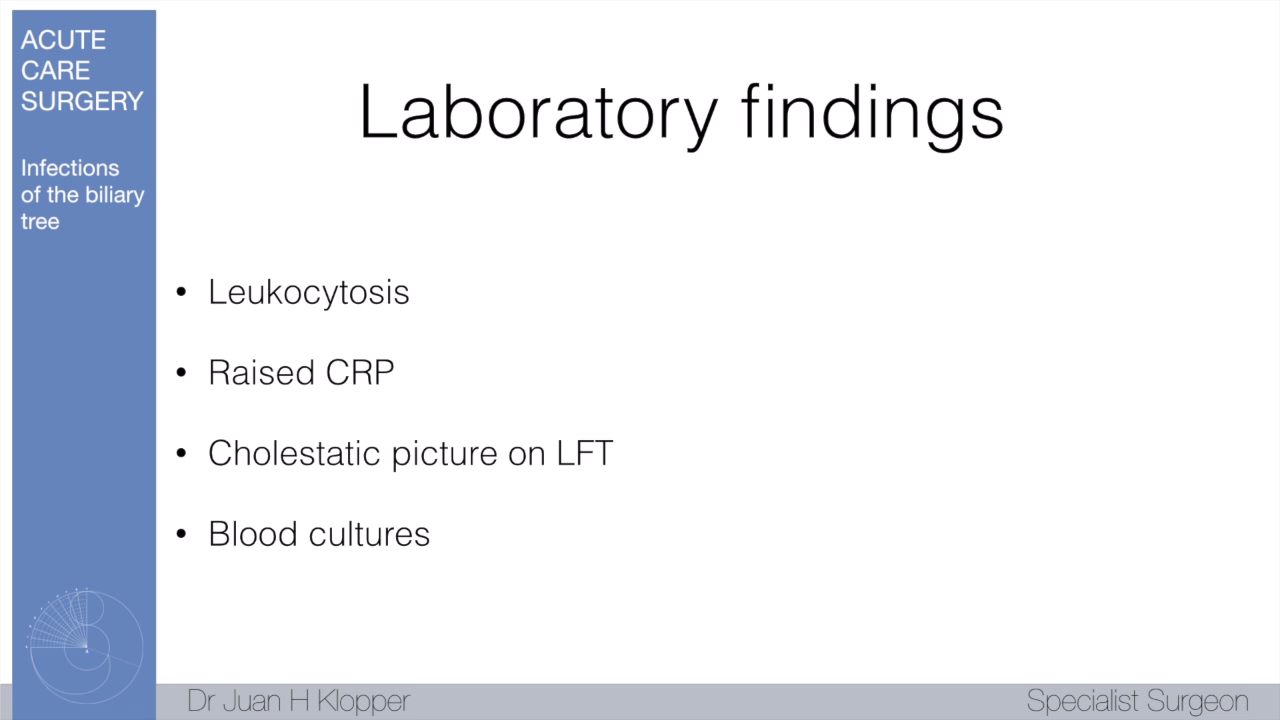 ACUTE
CARE
SURGERY
Infections
of the biliary
tree
Laboratory findings
• Leukocytosis
• Raised CRP
• Cholestatic picture on LFT
• Blood cultures
Dr Juan H Klopper
Specialist Surgeon